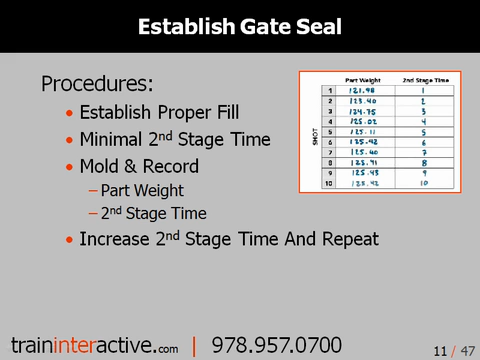 Establish Gate Seal
Procedures:
• Establish Proper Fill
• Minimal 2nd Stage Time
• Mold & Record
– Part Weight
– 2nd Stage Time
• Increase 2nd Stage Time And Repeat
Part Weight 2nd Stage Time
SHOT
1 121.98 1
2 123.40 2
3 124.75 3
4 125.02 4
5 125.11 5
6 125.42 6
7 125.40 7
8 125.41 8
9 125.43 9
10 125.42 10
traininteractive.com | 978.957.0700
11 / 47